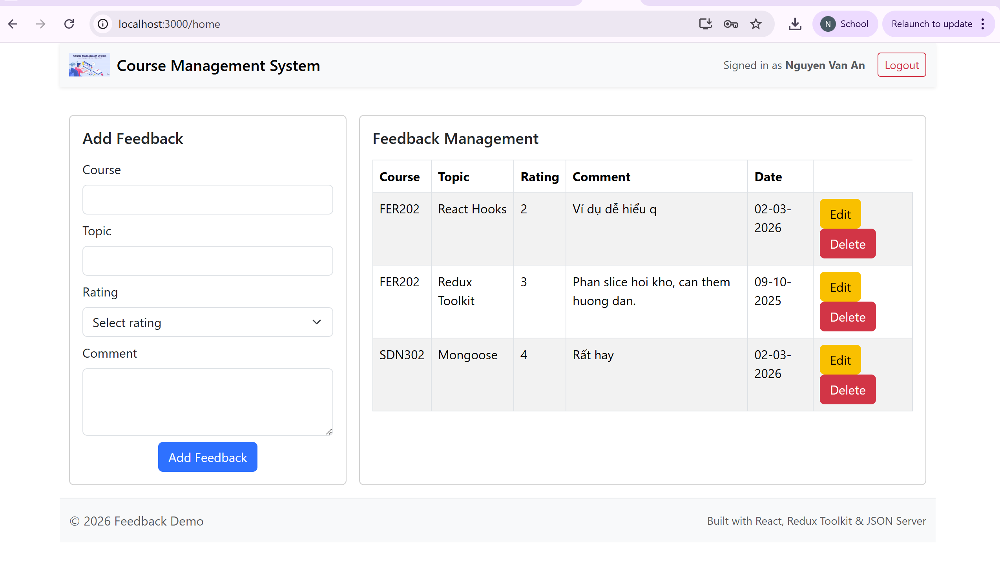 localhost:3000/home
N School
Relaunch to update
Course Management System
Course Management System
Signed in as Nguyen Van An
Logout
Add Feedback
Course
Topic
Rating
Select rating
Comment
Add Feedback
Feedback Management
Course Topic Rating Comment Date
FER202 React Hooks 2 Ví dụ dễ hiểu q 02-03-
2026
Edit
Delete
FER202 Redux 3 Phan slice hoi kho, can them 09-10-
Toolkit huong dan. 2025
Edit
Delete
SDN302 Mongoose 4 Rất hay 02-03-
2026
Edit
Delete
© 2026 Feedback Demo
Built with React, Redux Toolkit & JSON Server